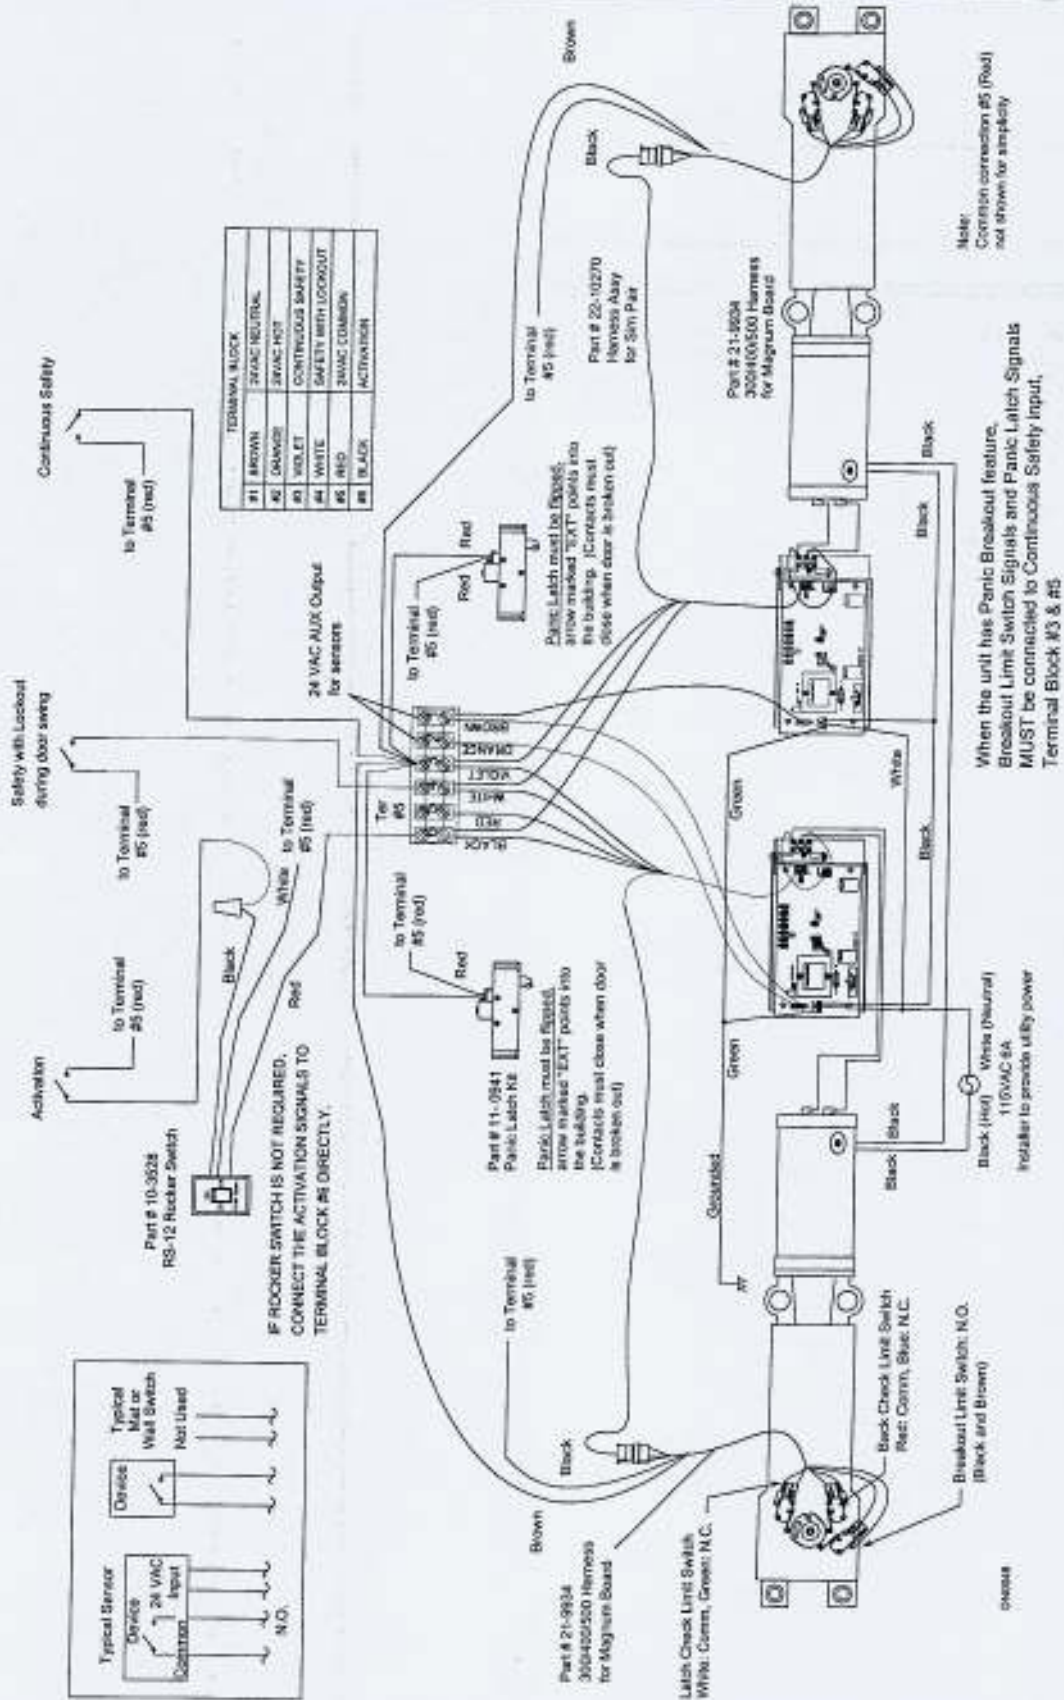 Continuous Safety
to Terminal
#5 (red)
Safety with Lockout
during door swing
to Terminal
#5 (red)
Activation
to Terminal
#5 (red)
Part # 10-3528
RS-12 Rocker Switch
Black
White
to Terminal
#5 (red)
Red
IF ROCKER SWITCH IS NOT REQUIRED,
CONNECT THE ACTIVATION SIGNALS TO
TERMINAL BLOCK #6 DIRECTLY.
Typical Sensor
Device
24 VAC
Input
Common
N.O.
Typical
Mat or
Wall Switch
Device
Not Used
TERMINAL BLOCK
#1 BROWN 24VAC NEUTRAL
#2 ORANGE 24VAC HOT
#3 VIOLET CONTINUOUS SAFETY
#4 WHITE SAFETY WITH LOCKOUT
#5 RED 24VAC COMMON
#6 BLACK ACTIVATION
24 VAC AUX Output
for sensors
Ter
#5
BROWN
ORANGE
VIOLET
WHITE
RED
BLACK
to Terminal
#5 (red)
Red
Red
Panic Latch must be flipped,
arrow marked "EXT" points into
the building. (Contacts must
close when door is broken out)
to Terminal
#5 (red)
Red
Part # 11-0941
Panic Latch Kit
Panic Latch must be flipped,
arrow marked "EXT" points into
the building.
(Contacts must close when door
is broken out)
Brown
Black
to Terminal
#5 (red)
Part # 22-10270
Harness Assy
for Sim Pair
Part # 21-9934
300/400/500 Harness
for Magnum Board
Note:
Common connection #5 (Red)
not shown for simplicity
to Terminal
#5 (red)
Black
Brown
Part # 21-9934
300/400/500 Harness
for Magnum Board
Latch Check Limit Switch
White: Comm, Green: N.C.
Back Check Limit Switch
Red: Comm, Blue: N.C.
Breakout Limit Switch: N.O.
(Black and Brown)
Grounded
Green
Green
White
Black
Black
Black
Black
Black
Black
Black (Hot)
White (Neutral)
115VAC 6A
Installer to provide utility power
When the unit has Panic Breakout feature,
Breakout Limit Switch Signals and Panic Latch Signals
MUST be connected to Continuous Safety Input,
Terminal Block #3 & #5